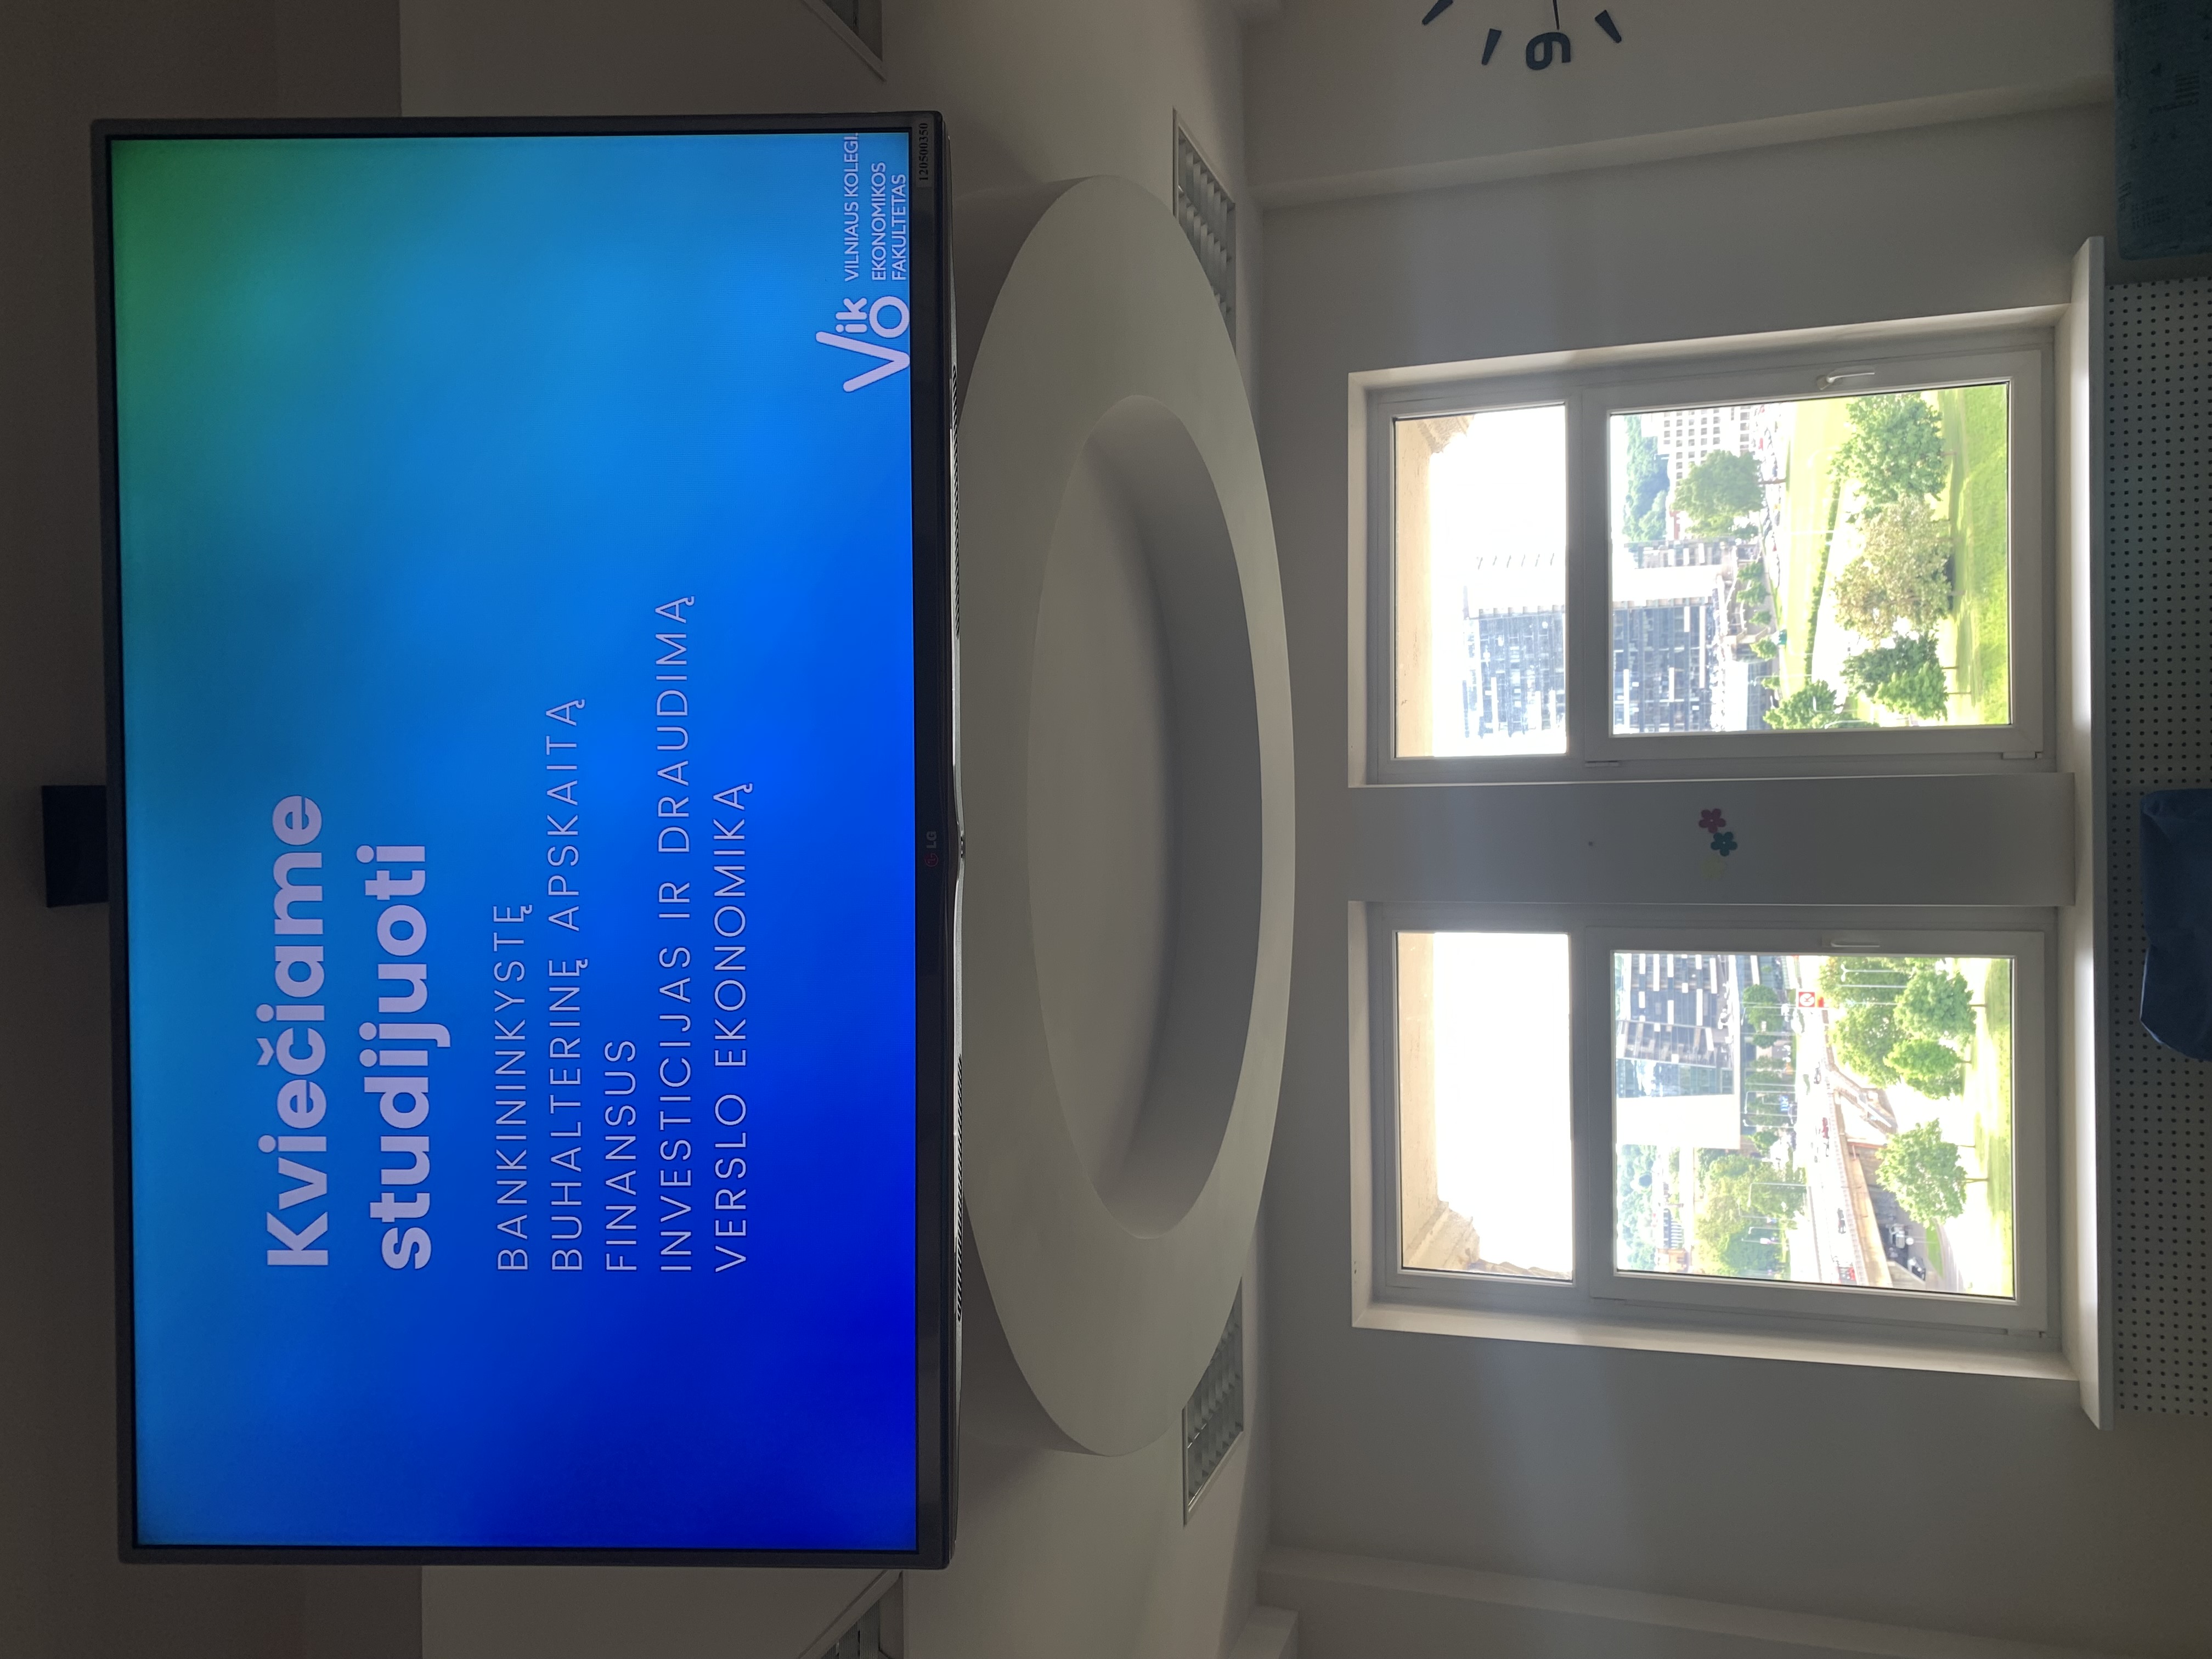 Kviečiame
studijuoti
BANKININKYSTĘ
BUHALTERINĘ APSKAITĄ
FINANSUS
INVESTICIJAS IR DRAUDIMĄ
VERSLO EKONOMIKĄ
Vik
O
VILNIAUS KOLEGI
EKONOMIKOS
FAKULTETAS
LG
120500350
9